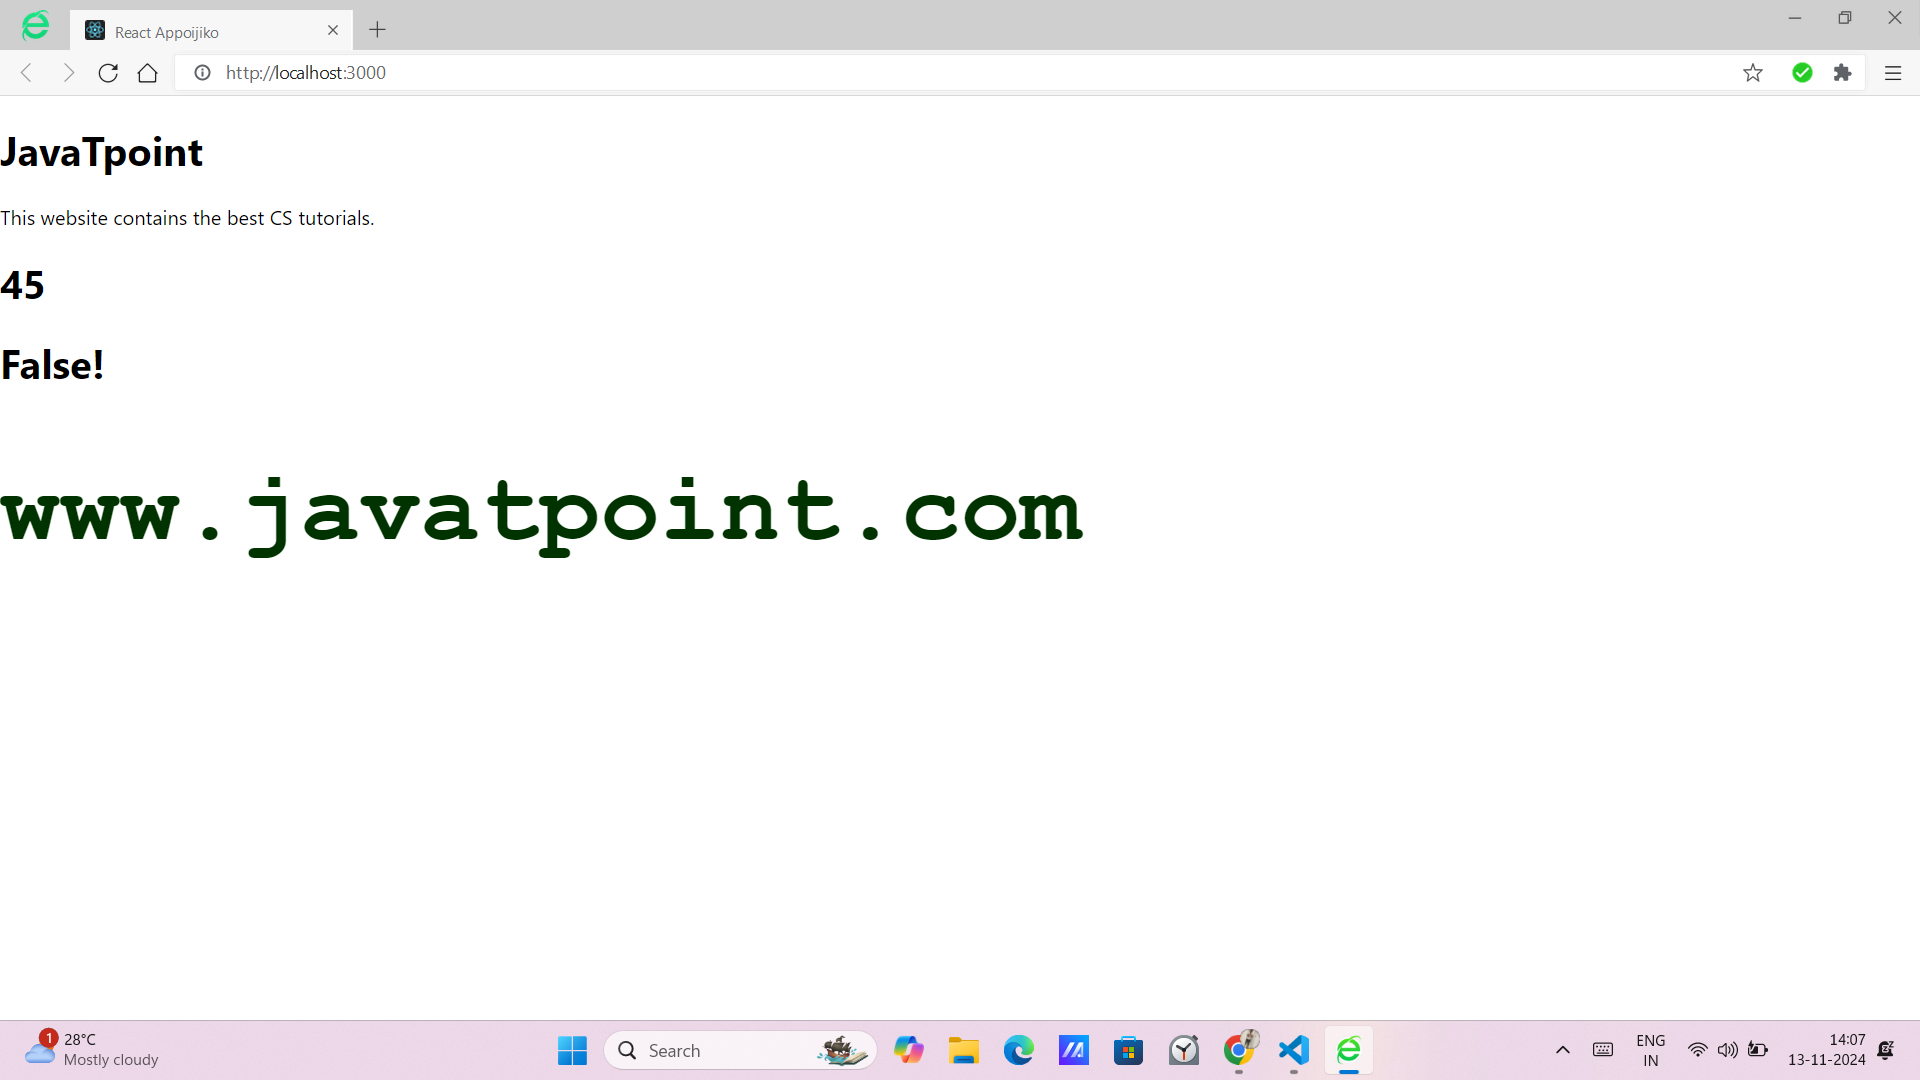 React Appoijiko
http://localhost:3000
JavaTpoint
This website contains the best CS tutorials.
45
False!
www.javatpoint.com
1
28°C
Mostly cloudy
Search
ENG
IN
14:07
13-11-2024